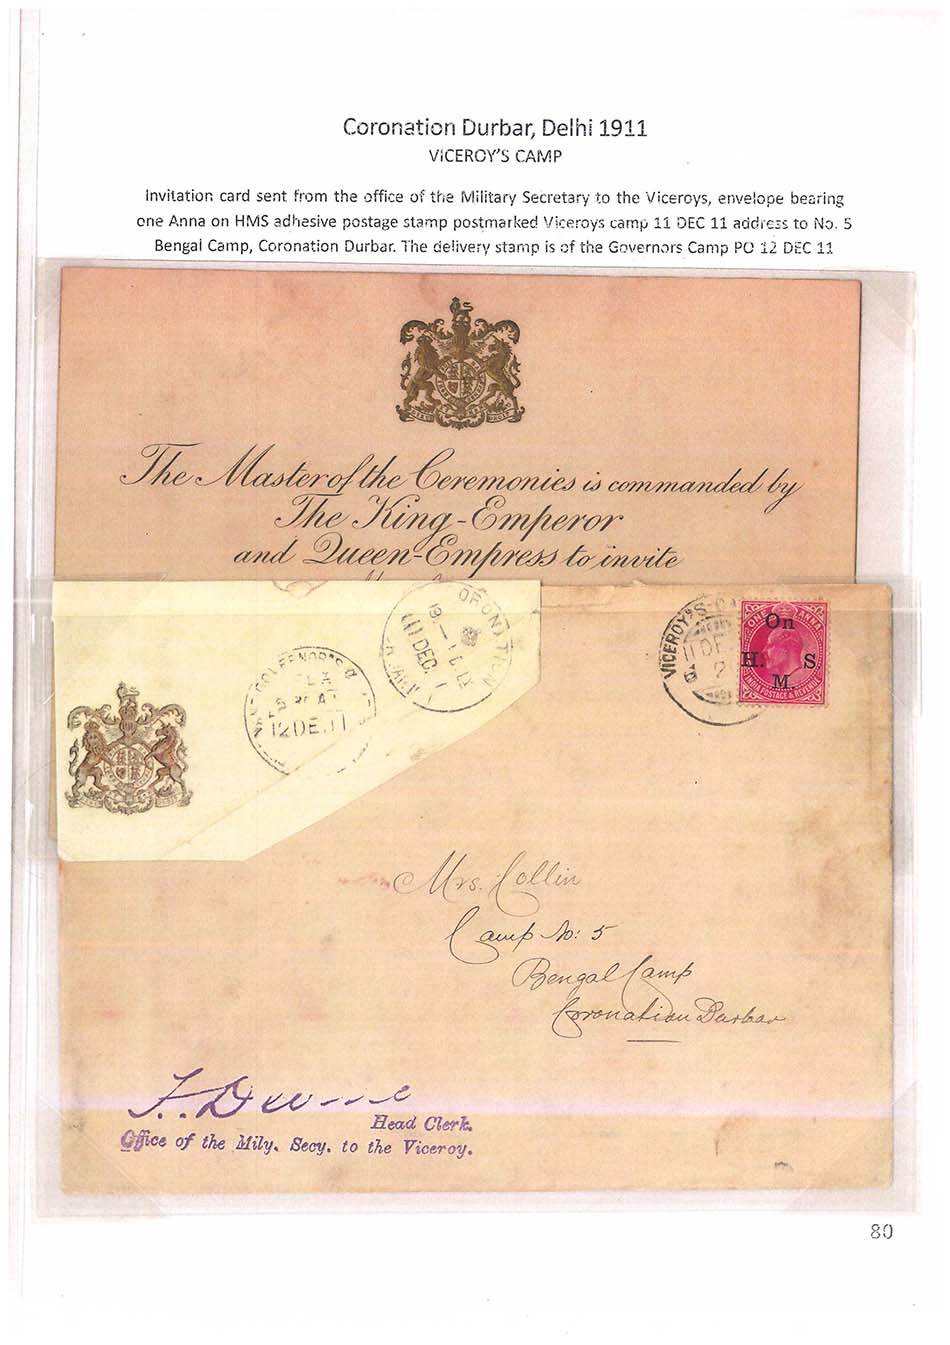 Coronation Durbar, Delhi 1911
VICEROY'S CAMP
Invitation card sent from the office of the Military Secretary to the Viceroys, envelope bearing
one Anna on HMS adhesive postage stamp postmarked Viceroys camp 11 DEC 11 address to No. 5
Bengal Camp, Coronation Durbar. The delivery stamp is of the Governors Camp PO 12 DEC 11
The Master of the Ceremonies is commanded by
The King-Emperor
and Queen-Empress to invite
12 DE.11
11 DEC.
VICEROY'S
11 DE
ONE ANNA
On
H. S.
M.
INDIA POSTAGE & REVENUE
Mrs. Collin
Camp No: 5
Bengal Camp
Coronation Durbar
Head Clerk.
Office of the Mily. Secy. to the Viceroy.
80